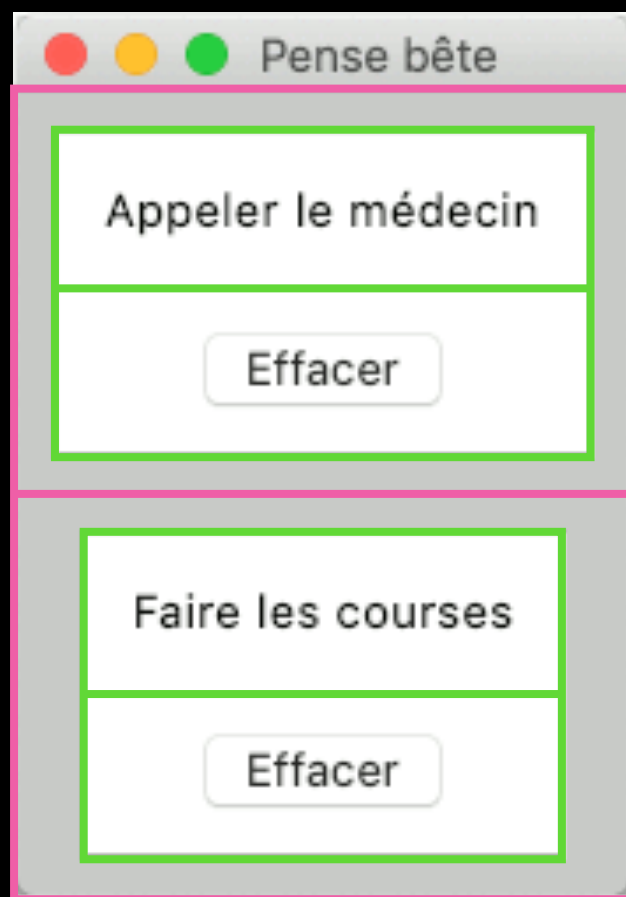 Pense bête
Appeler le médecin
Effacer
Faire les courses
Effacer